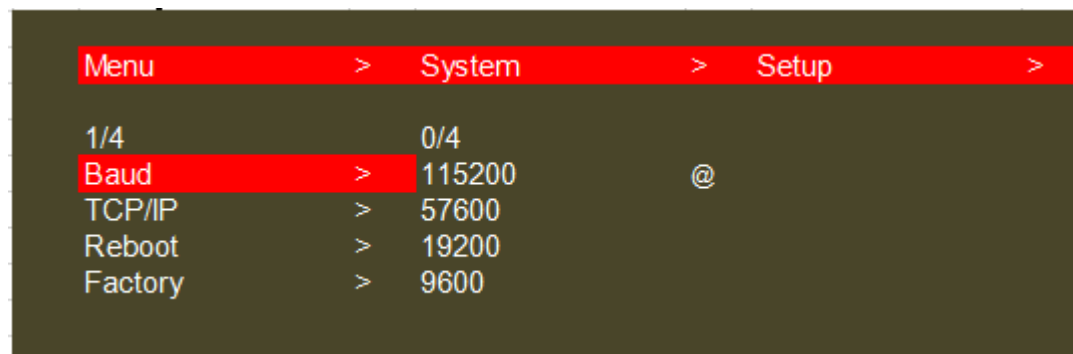 Menu > System > Setup >
1/4 0/4
Baud > 115200 @
TCP/IP > 57600
Reboot > 19200
Factory > 9600